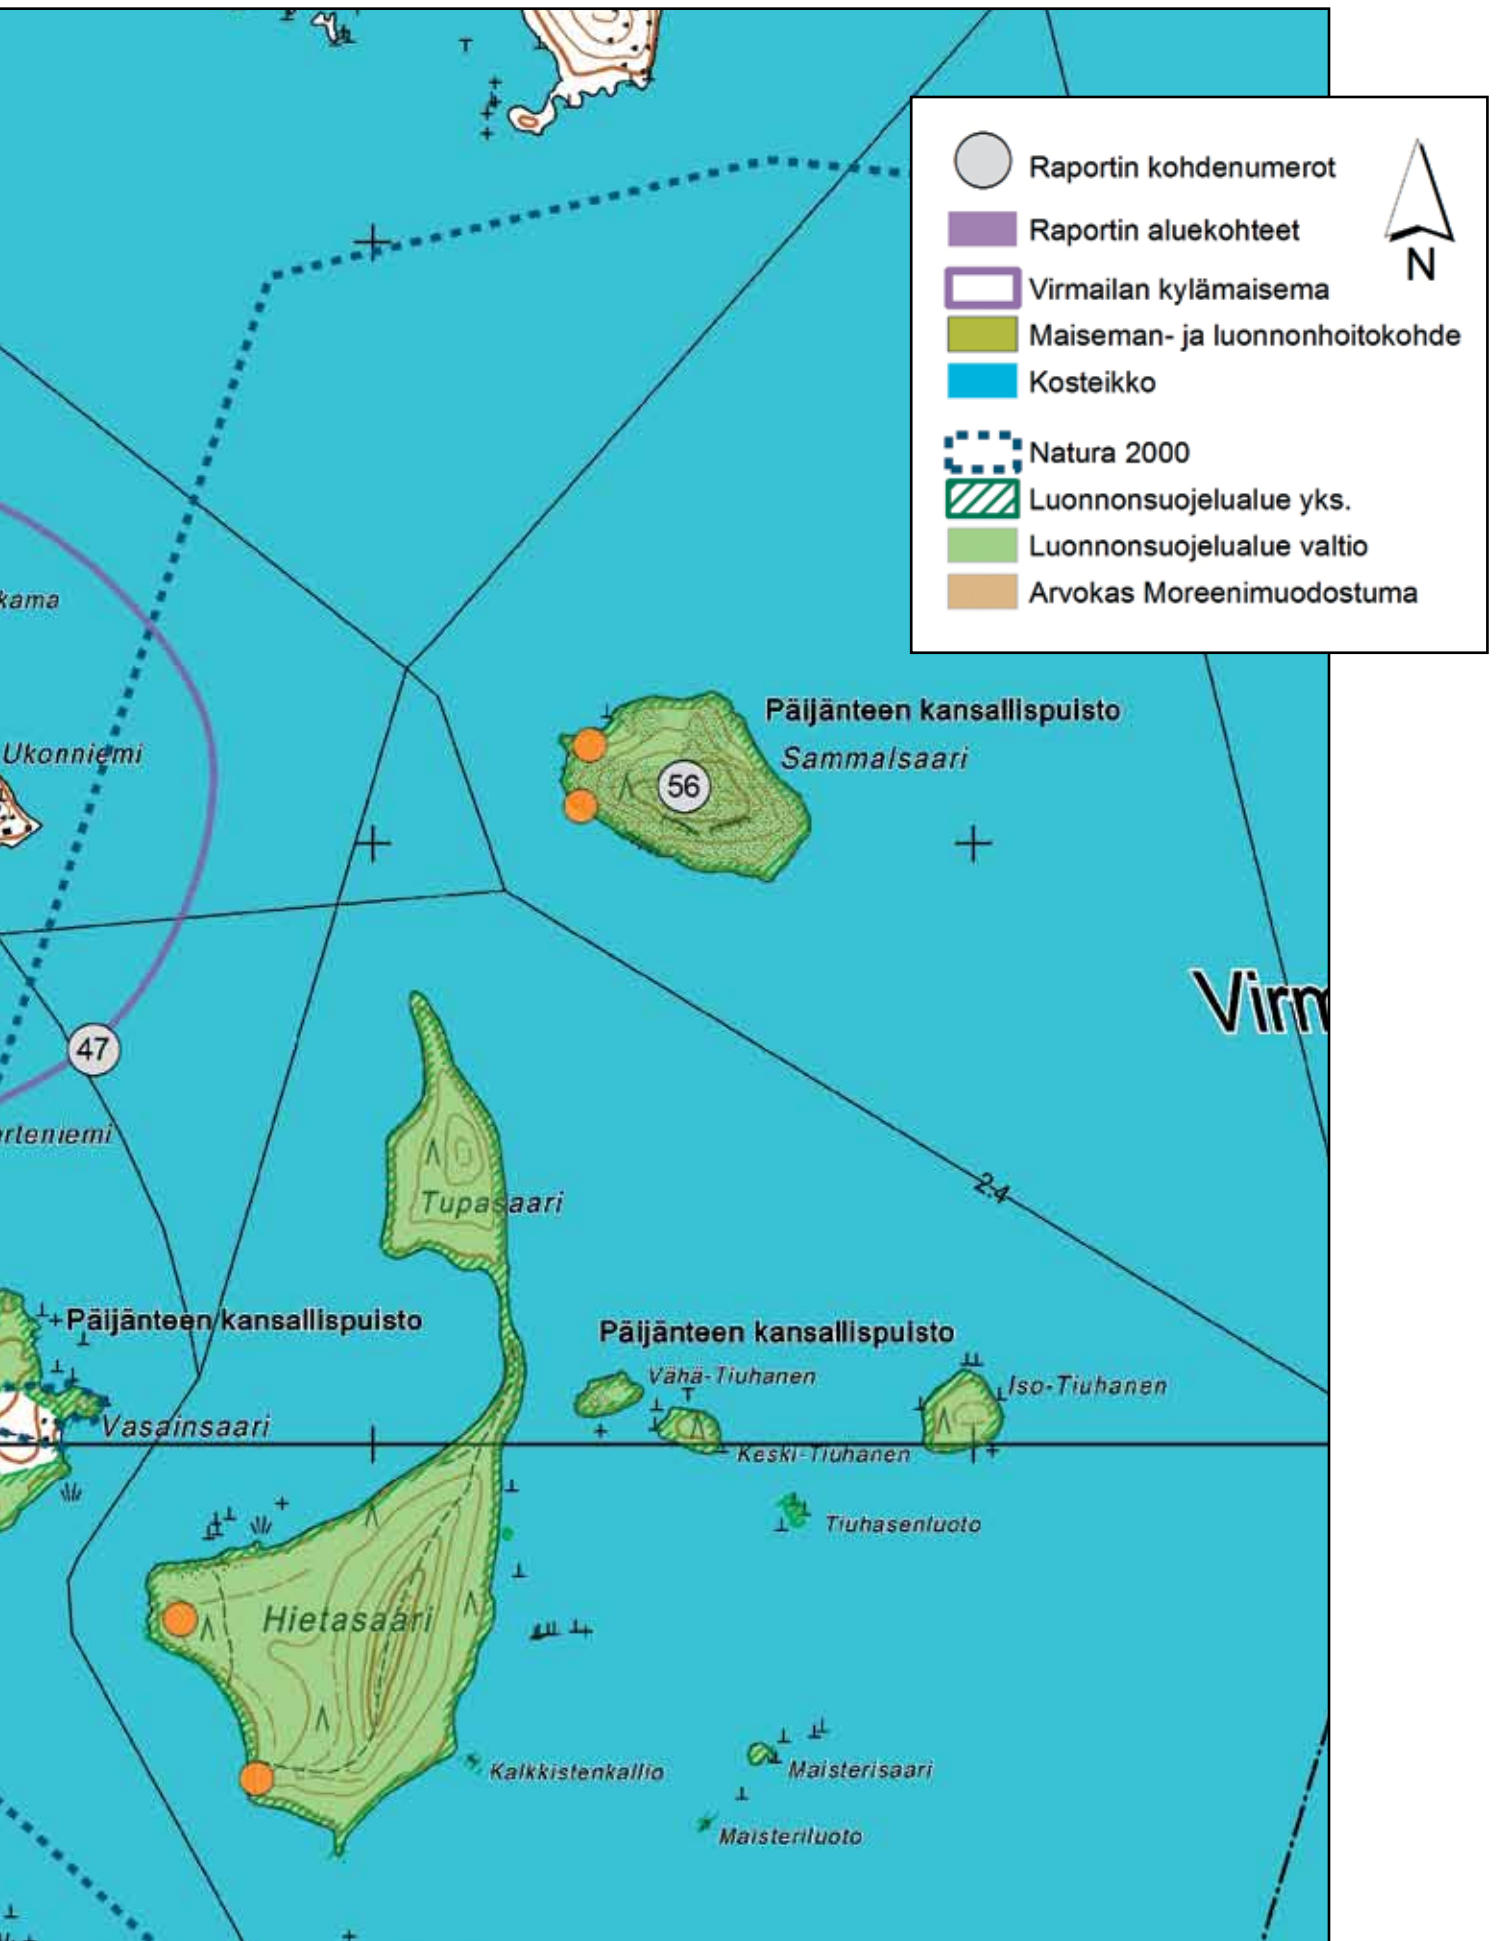 Raportin kohdenumerot
Raportin aluekohteet
N
Virmailan kylämaisema
Maiseman- ja luonnonhoitokohde
Kosteikko
Natura 2000
Luonnonsuojelualue yks.
Luonnonsuojelualue valtio
Arvokas Moreenimuodostuma
kama
Päijänteen kansallispuisto
Ukonniemi
Sammalsaari
56
Virm
47
rteniemi
2.4
Tupasaari
Päijänteen kansallispuisto
Päijänteen kansallispuisto
Vähä-Tiuhanen
Iso-Tiuhanen
Vasainsaari
Keski-Tiuhanen
Tiuhasenluoto
Hietasaari
Kalkkistenkallio
Maisterisaari
Maisteriluoto